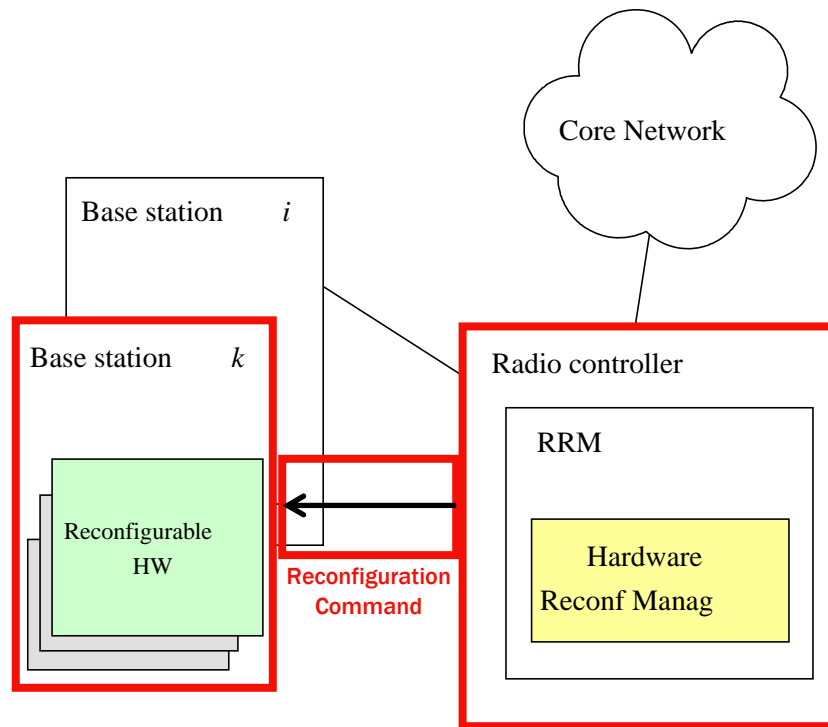 Core Network
Base station i
Base station k
Radio controller
RRM
Reconfigurable
HW
Hardware
Reconf Manag
Reconfiguration
Command